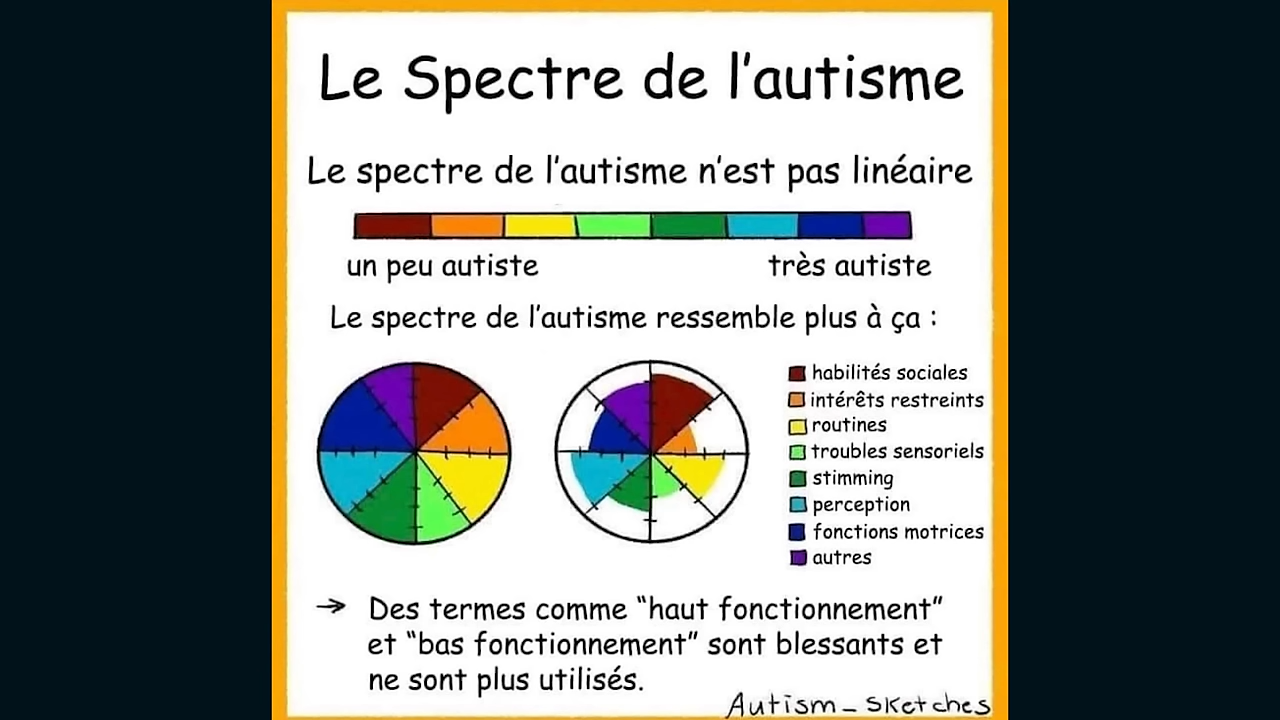 Le Spectre de l'autisme
Le spectre de l'autisme n'est pas linéaire
un peu autiste
très autiste
Le spectre de l'autisme ressemble plus à ça :
habilités sociales
intérêts restreints
routines
troubles sensoriels
stimming
perception
fonctions motrices
autres
→ Des termes comme “haut fonctionnement”
et “bas fonctionnement” sont blessants et
ne sont plus utilisés.
Autism_sketches